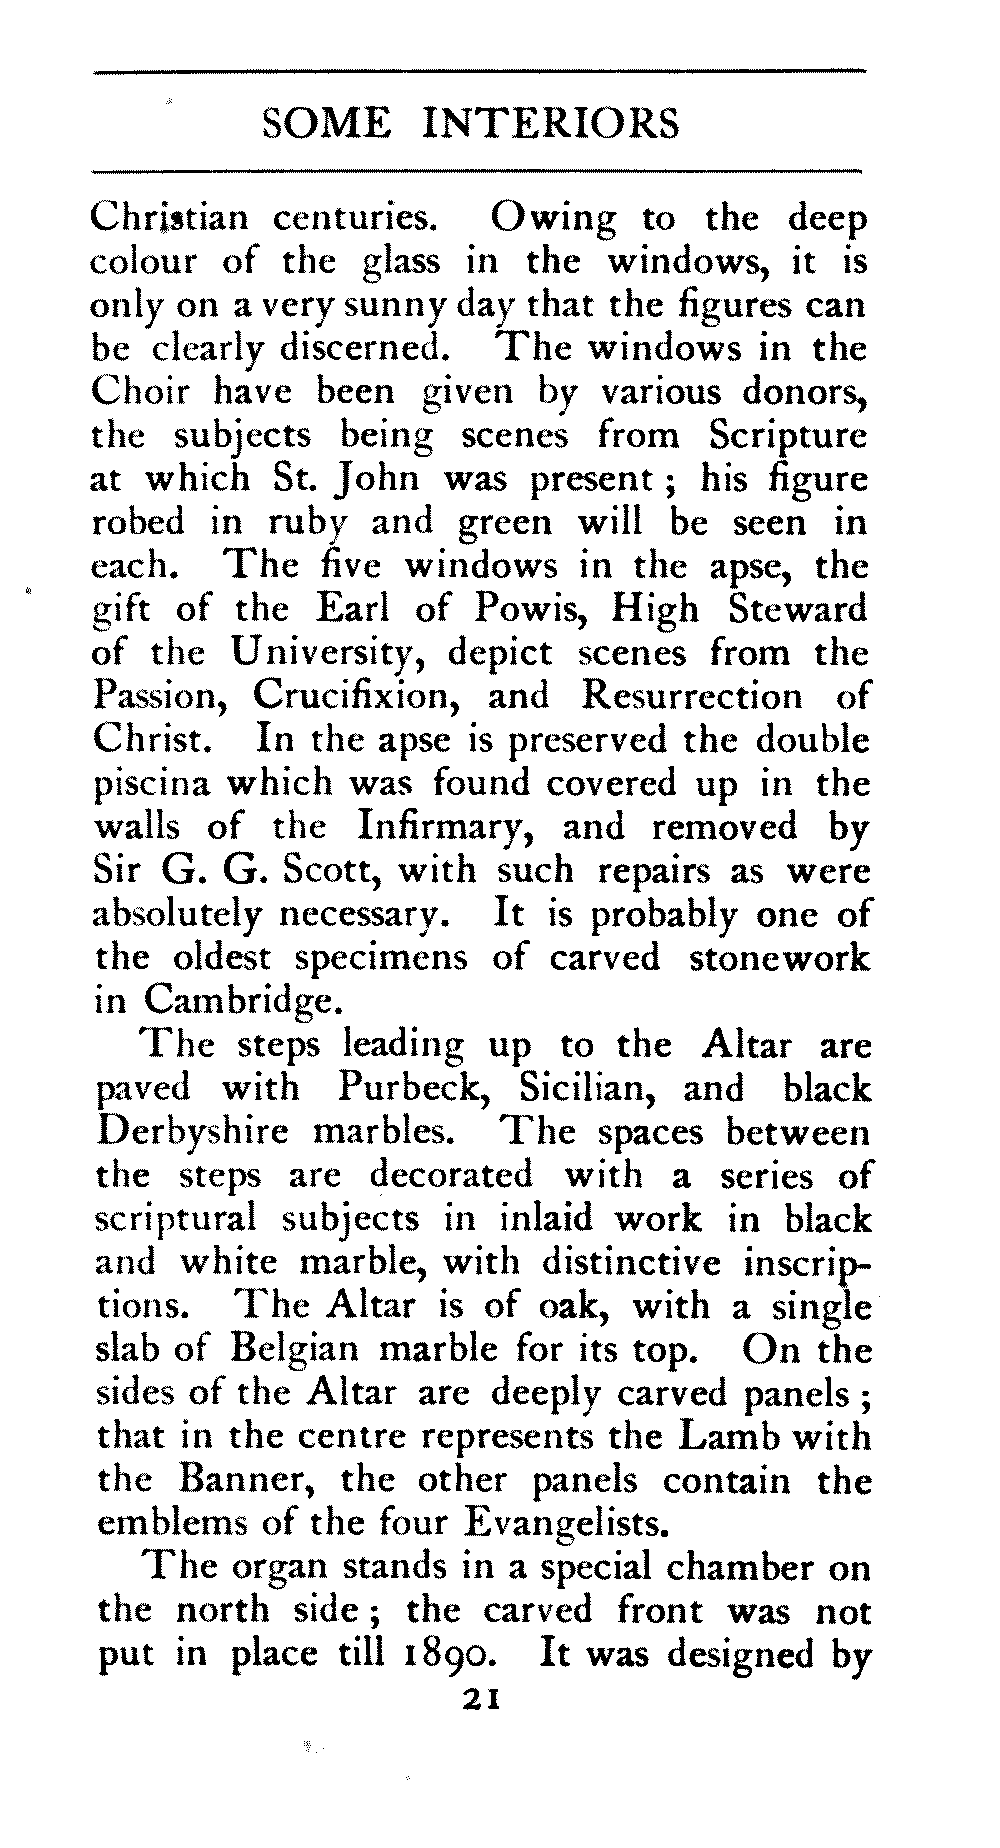 SOME INTERIORS
Christian centuries. Owing to the deep
colour of the glass in the windows, it is
only on a very sunny day that the figures can
be clearly discerned. The windows in the
Choir have been given by various donors,
the subjects being scenes from Scripture
at which St. John was present ; his figure
robed in ruby and green will be seen in
each. The five windows in the apse, the
gift of the Earl of Powis, High Steward
of the University, depict scenes from the
Passion, Crucifixion, and Resurrection of
Christ. In the apse is preserved the double
piscina which was found covered up in the
walls of the Infirmary, and removed by
Sir G. G. Scott, with such repairs as were
absolutely necessary. It is probably one of
the oldest specimens of carved stonework
in Cambridge.
The steps leading up to the Altar are
paved with Purbeck, Sicilian, and black
Derbyshire marbles. The spaces between
the steps are decorated with a series of
scriptural subjects in inlaid work in black
and white marble, with distinctive inscrip-
tions. The Altar is of oak, with a single
slab of Belgian marble for its top. On the
sides of the Altar are deeply carved panels ;
that in the centre represents the Lamb with
the Banner, the other panels contain the
emblems of the four Evangelists.
The organ stands in a special chamber on
the north side ; the carved front was not
put in place till 1890. It was designed by
21